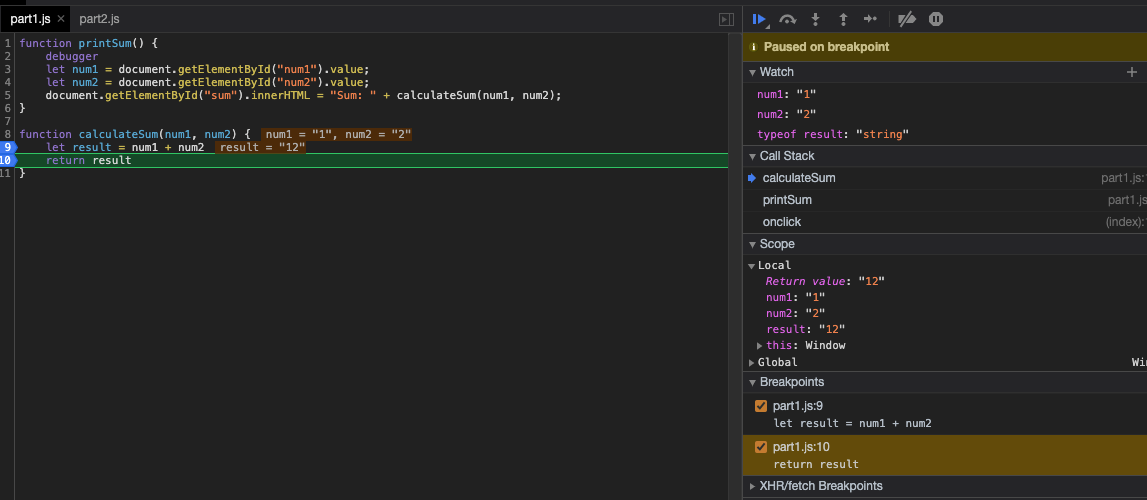 part1.js × part2.js
1 function printSum() {
2 debugger
3 let num1 = document.getElementById("num1").value;
4 let num2 = document.getElementById("num2").value;
5 document.getElementById("sum").innerHTML = "Sum: " + calculateSum(num1, num2);
6 }
7
8 function calculateSum(num1, num2) { num1 = "1", num2 = "2"
9 let result = num1 + num2 result = "12"
10 return result
11 }
Paused on breakpoint
Watch
num1: "1"
num2: "2"
typeof result: "string"
Call Stack
calculateSum part1.js:
printSum part1.js
onclick (index):
Scope
Local
Return value: "12"
num1: "1"
num2: "2"
result: "12"
this: Window
Global Wi
Breakpoints
part1.js:9
let result = num1 + num2
part1.js:10
return result
XHR/fetch Breakpoints